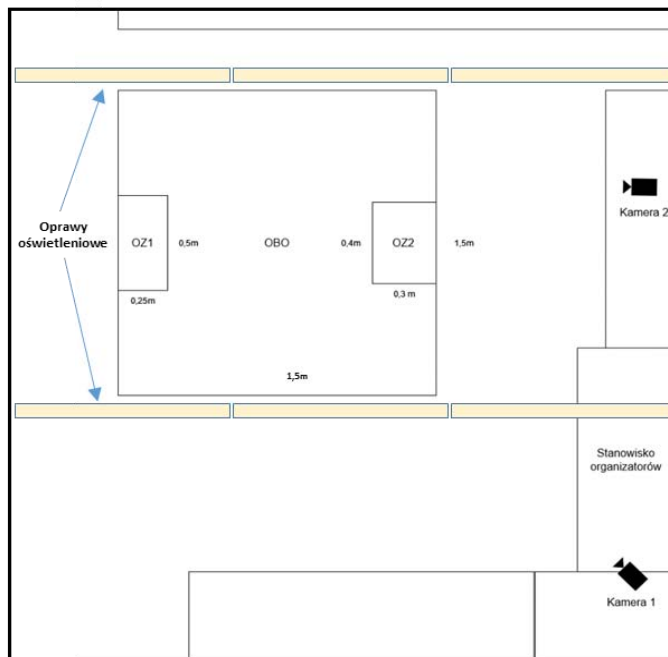 Kamera 2
Oprawy
oświetleniowe
OZ1
0,5m
OBO
0,4m
OZ2
1,5m
0,25m
0,3 m
1,5m
Stanowisko
organizatorów
Kamera 1